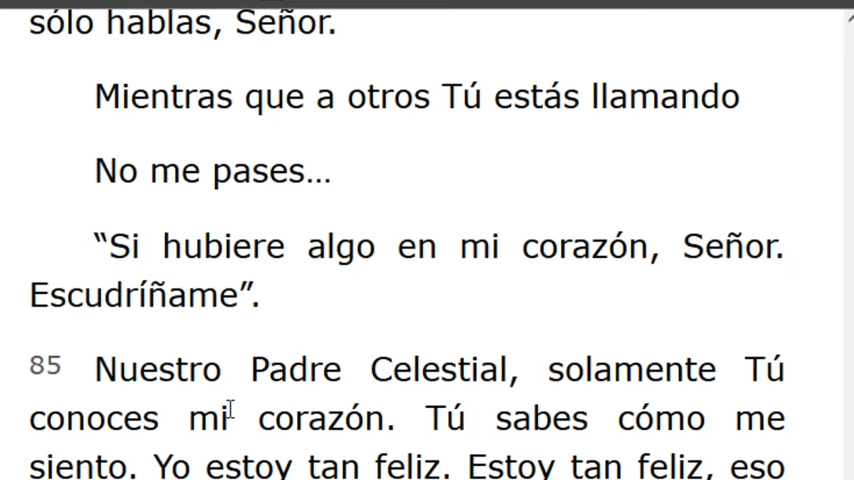 sólo hablas, Señor.
Mientras que a otros Tú estás llamando
No me pases...
“Si hubiere algo en mi corazón, Señor.
Escudríñame”.
85 Nuestro Padre Celestial, solamente Tú
conoces mi corazón. Tú sabes cómo me
siento. Yo estoy tan feliz. Estoy tan feliz, eso